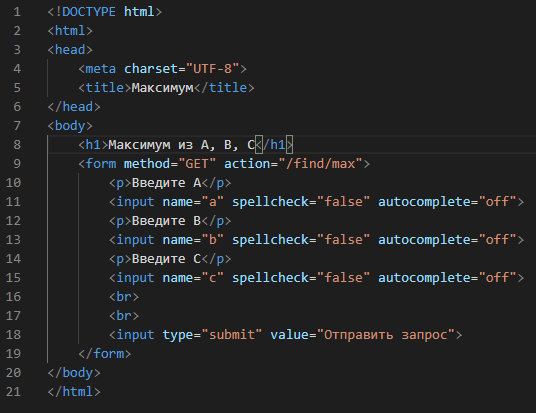 1 <!DOCTYPE html>
2 <html>
3 <head>
4     <meta charset="UTF-8">
5     <title>Максимум</title>
6 </head>
7 <body>
8     <h1>Максимум из A, B, C</h1>
9     <form method="GET" action="/find/max">
10         <p>Введите A</p>
11         <input name="a" spellcheck="false" autocomplete="off">
12         <p>Введите B</p>
13         <input name="b" spellcheck="false" autocomplete="off">
14         <p>Введите C</p>
15         <input name="c" spellcheck="false" autocomplete="off">
16         <br>
17         <br>
18         <input type="submit" value="Отправить запрос">
19     </form>
20 </body>
21 </html>